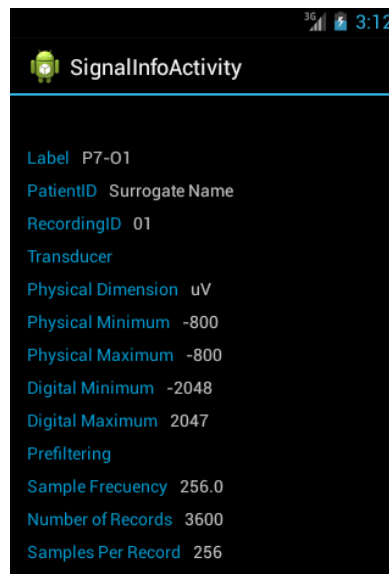 3G 3:12
SignalInfoActivity
Label P7-O1
PatientID Surrogate Name
RecordingID 01
Transducer
Physical Dimension uV
Physical Minimum -800
Physical Maximum -800
Digital Minimum -2048
Digital Maximum 2047
Prefiltering
Sample Frecuency 256.0
Number of Records 3600
Samples Per Record 256